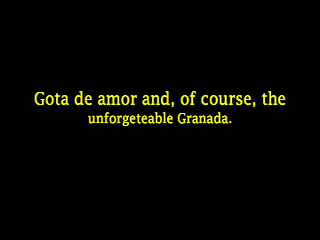 Gota de amor and, of course, the
unforgeteable Granada.